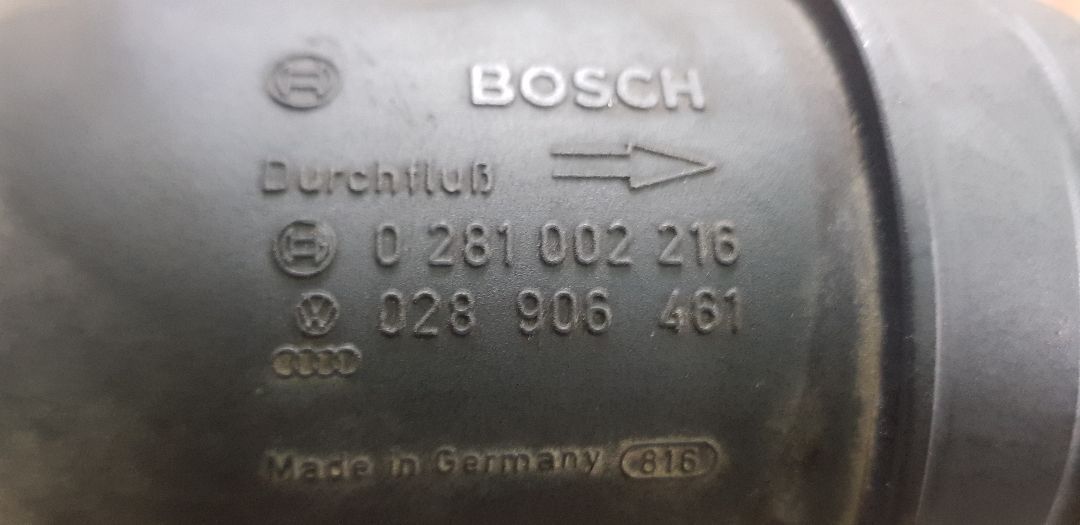 BOSCH
Durchfluß
0 281 002 216
028 906 461
Made in Germany 816